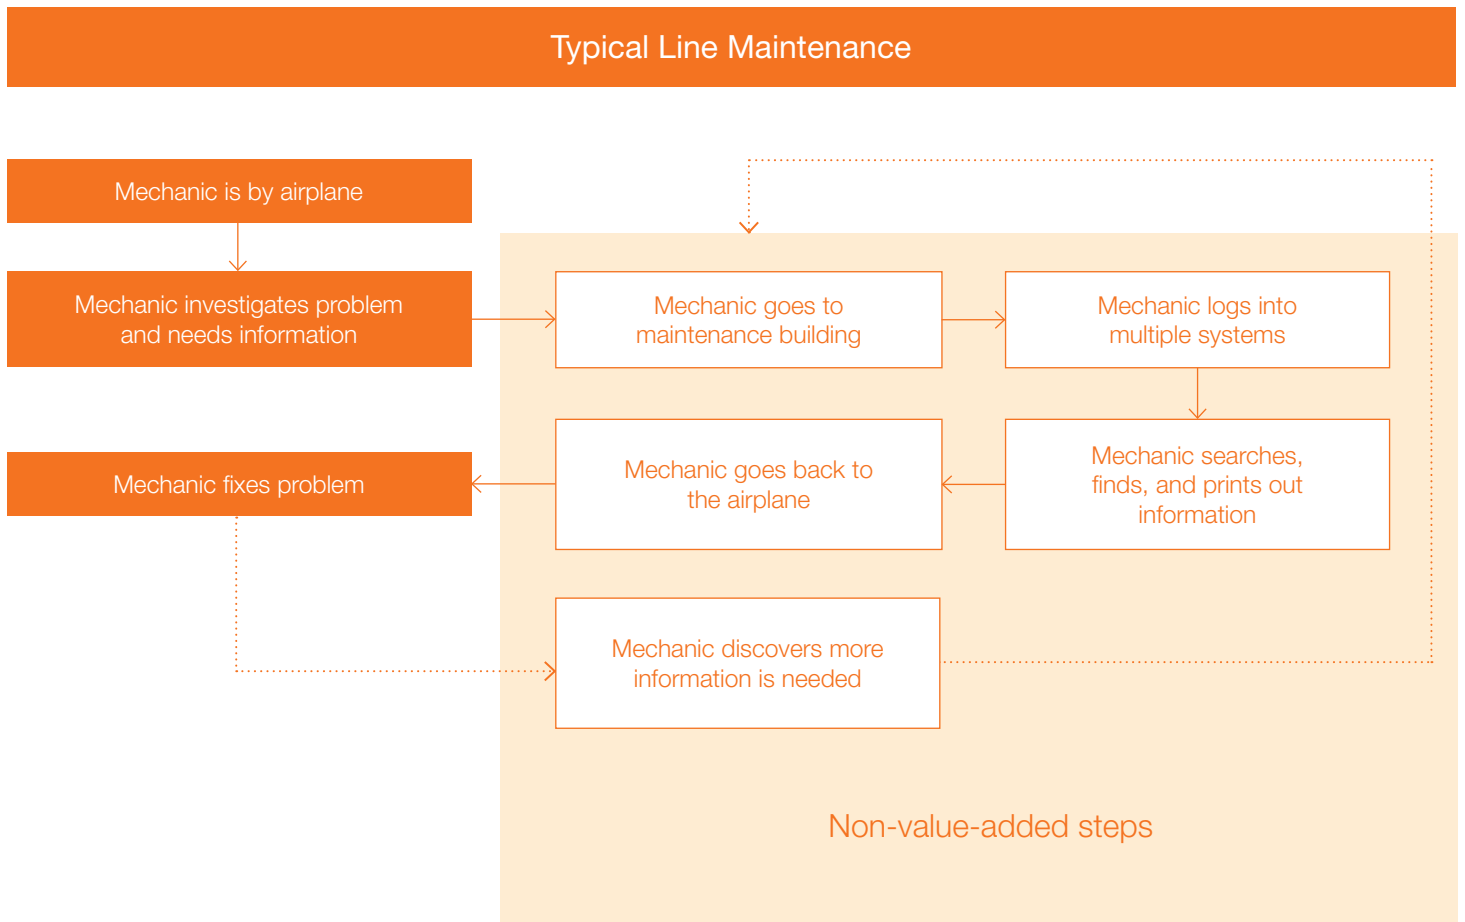 Typical Line Maintenance
Mechanic is by airplane
Mechanic investigates problem
and needs information
Mechanic goes to
maintenance building
Mechanic logs into
multiple systems
Mechanic searches,
finds, and prints out
information
Mechanic goes back to
the airplane
Mechanic fixes problem
Mechanic discovers more
information is needed
Non-value-added steps